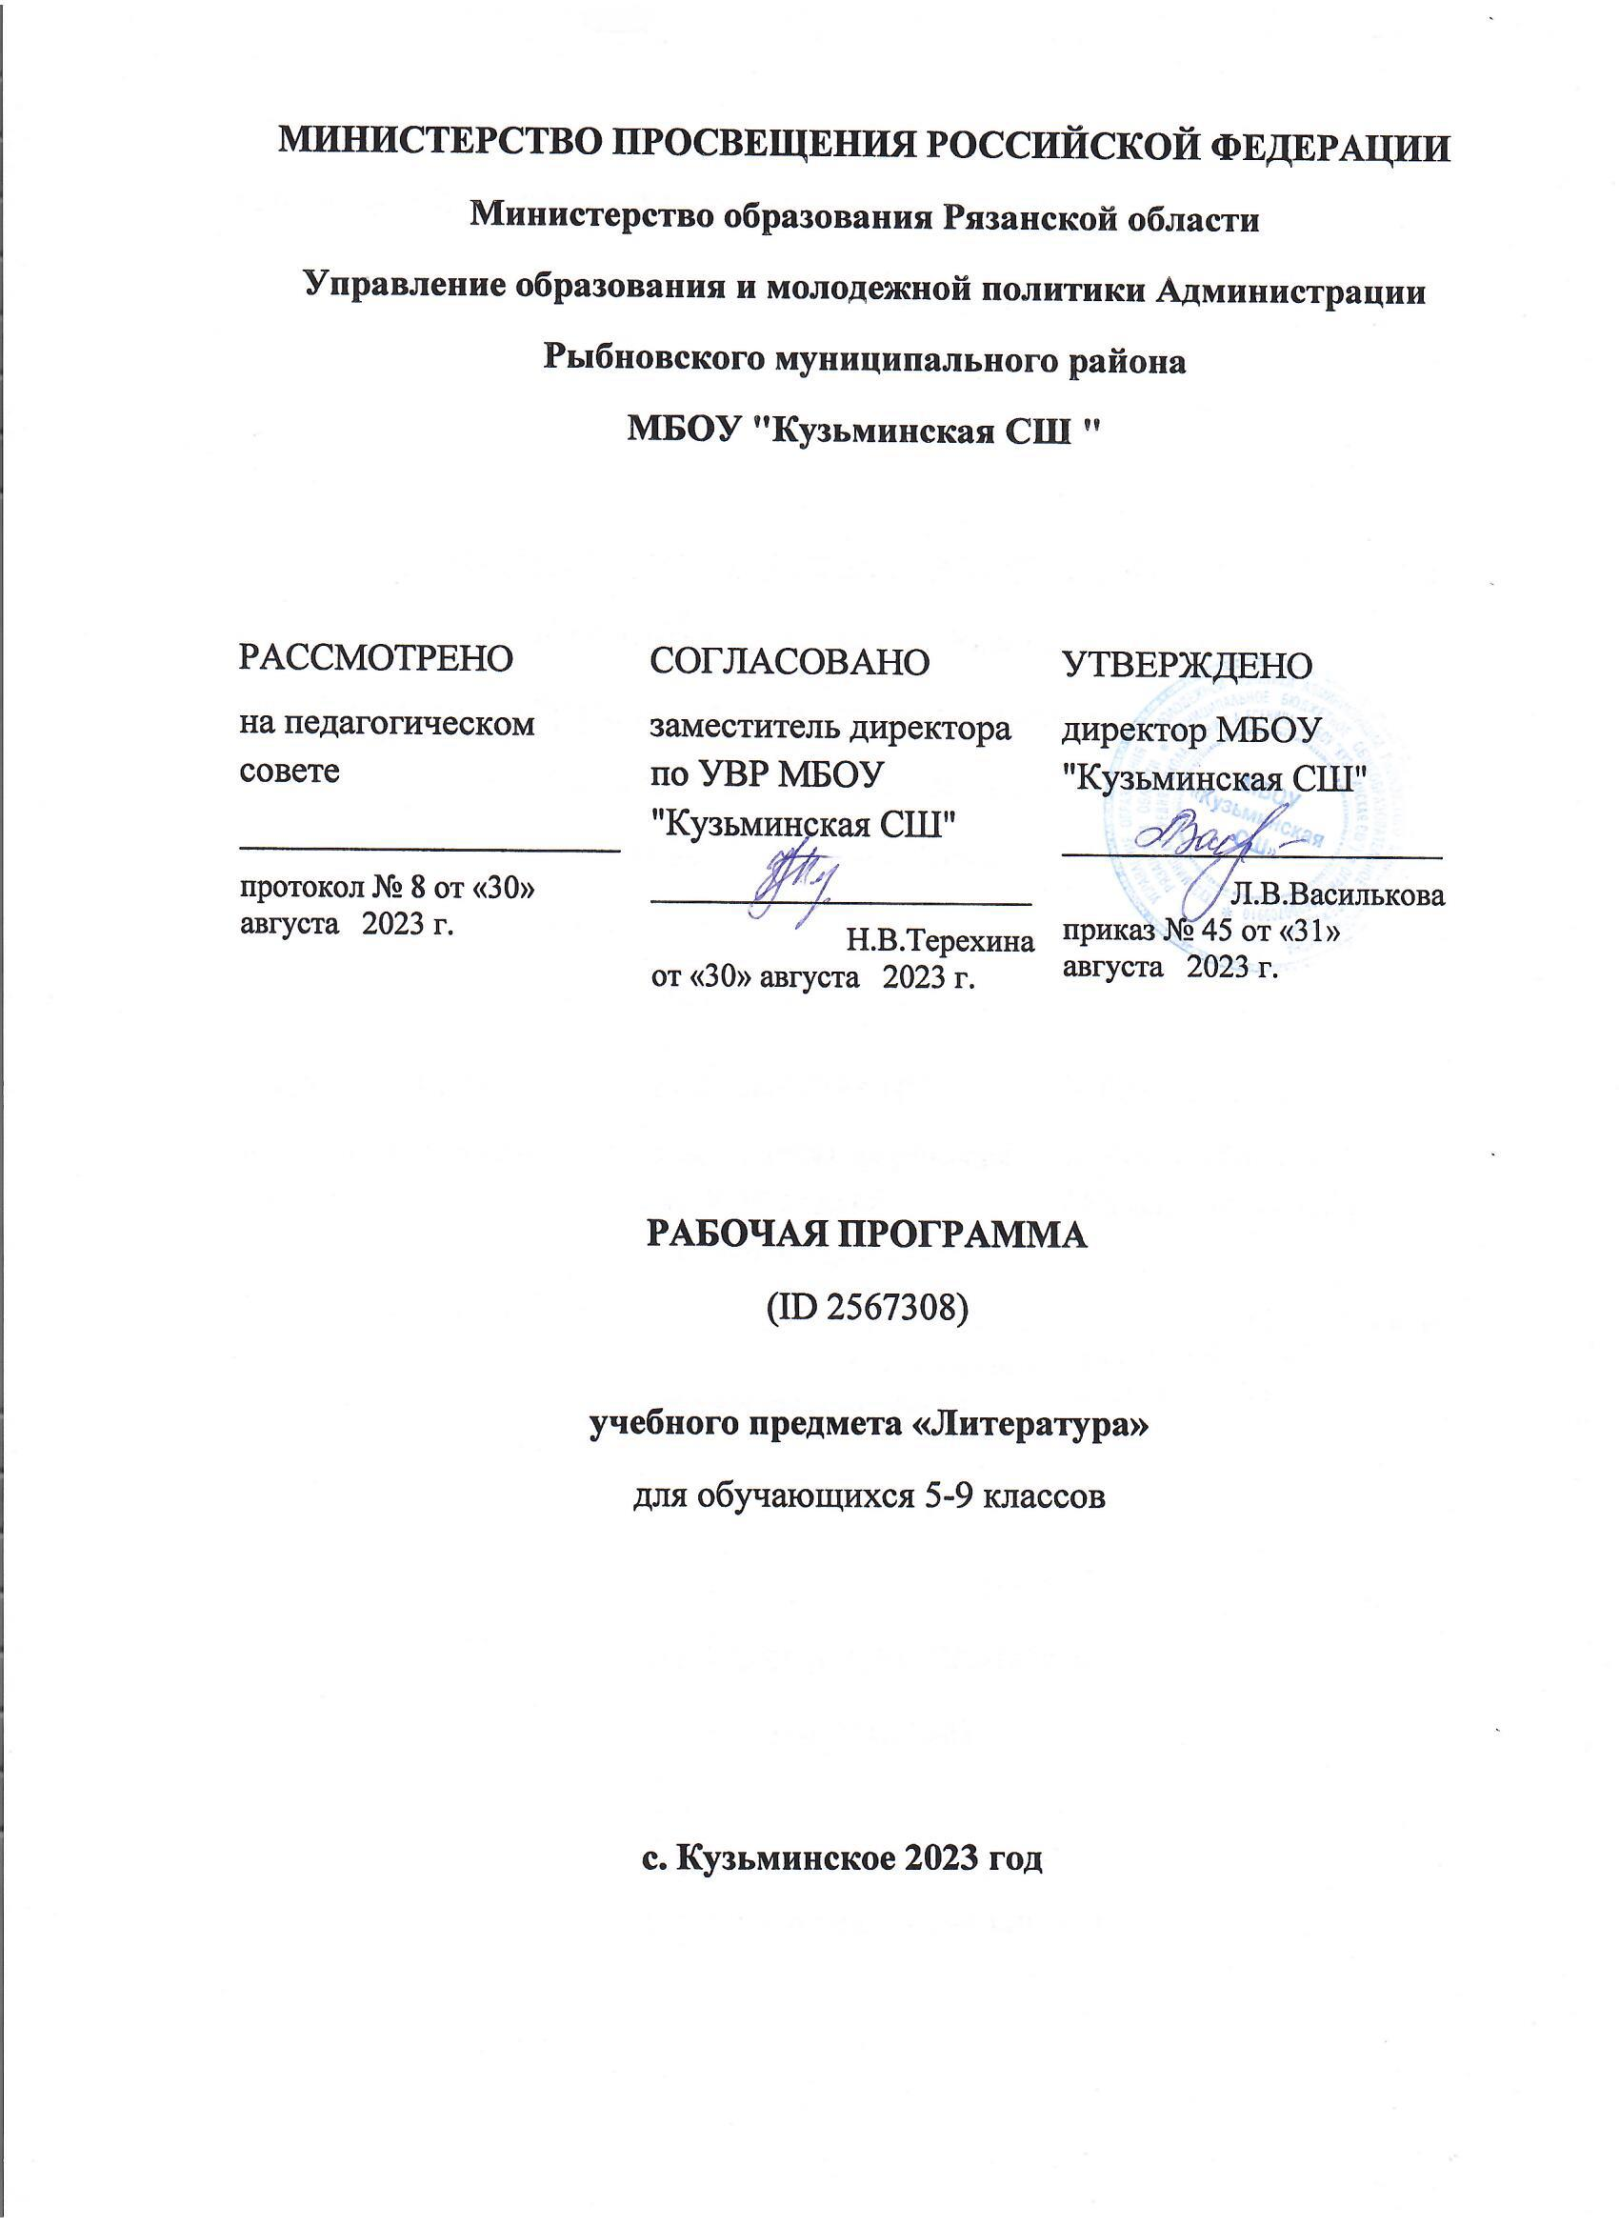 МИНИСТЕРСТВО ПРОСВЕЩЕНИЯ РОССИЙСКОЙ ФЕДЕРАЦИИ
Министерство образования Рязанской области
Управление образования и молодежной политики Администрации
Рыбновского муниципального района
МБОУ "Кузьминская СШ "
РАССМОТРЕНО
на педагогическом
совете
протокол № 8 от «30»
августа 2023 г.
СОГЛАСОВАНО
заместитель директора
по УВР МБОУ
"Кузьминская СШ"
Н.В.Терехина
от «30» августа 2023 г.
УТВЕРЖДЕНО
директор МБОУ
"Кузьминская СШ"
Л.В.Василькова
приказ № 45 от «31»
августа 2023 г.
МБОУ
«Кузьминская
СШ»
РАБОЧАЯ ПРОГРАММА
(ID 2567308)
учебного предмета «Литература»
для обучающихся 5-9 классов
с. Кузьминское 2023 год